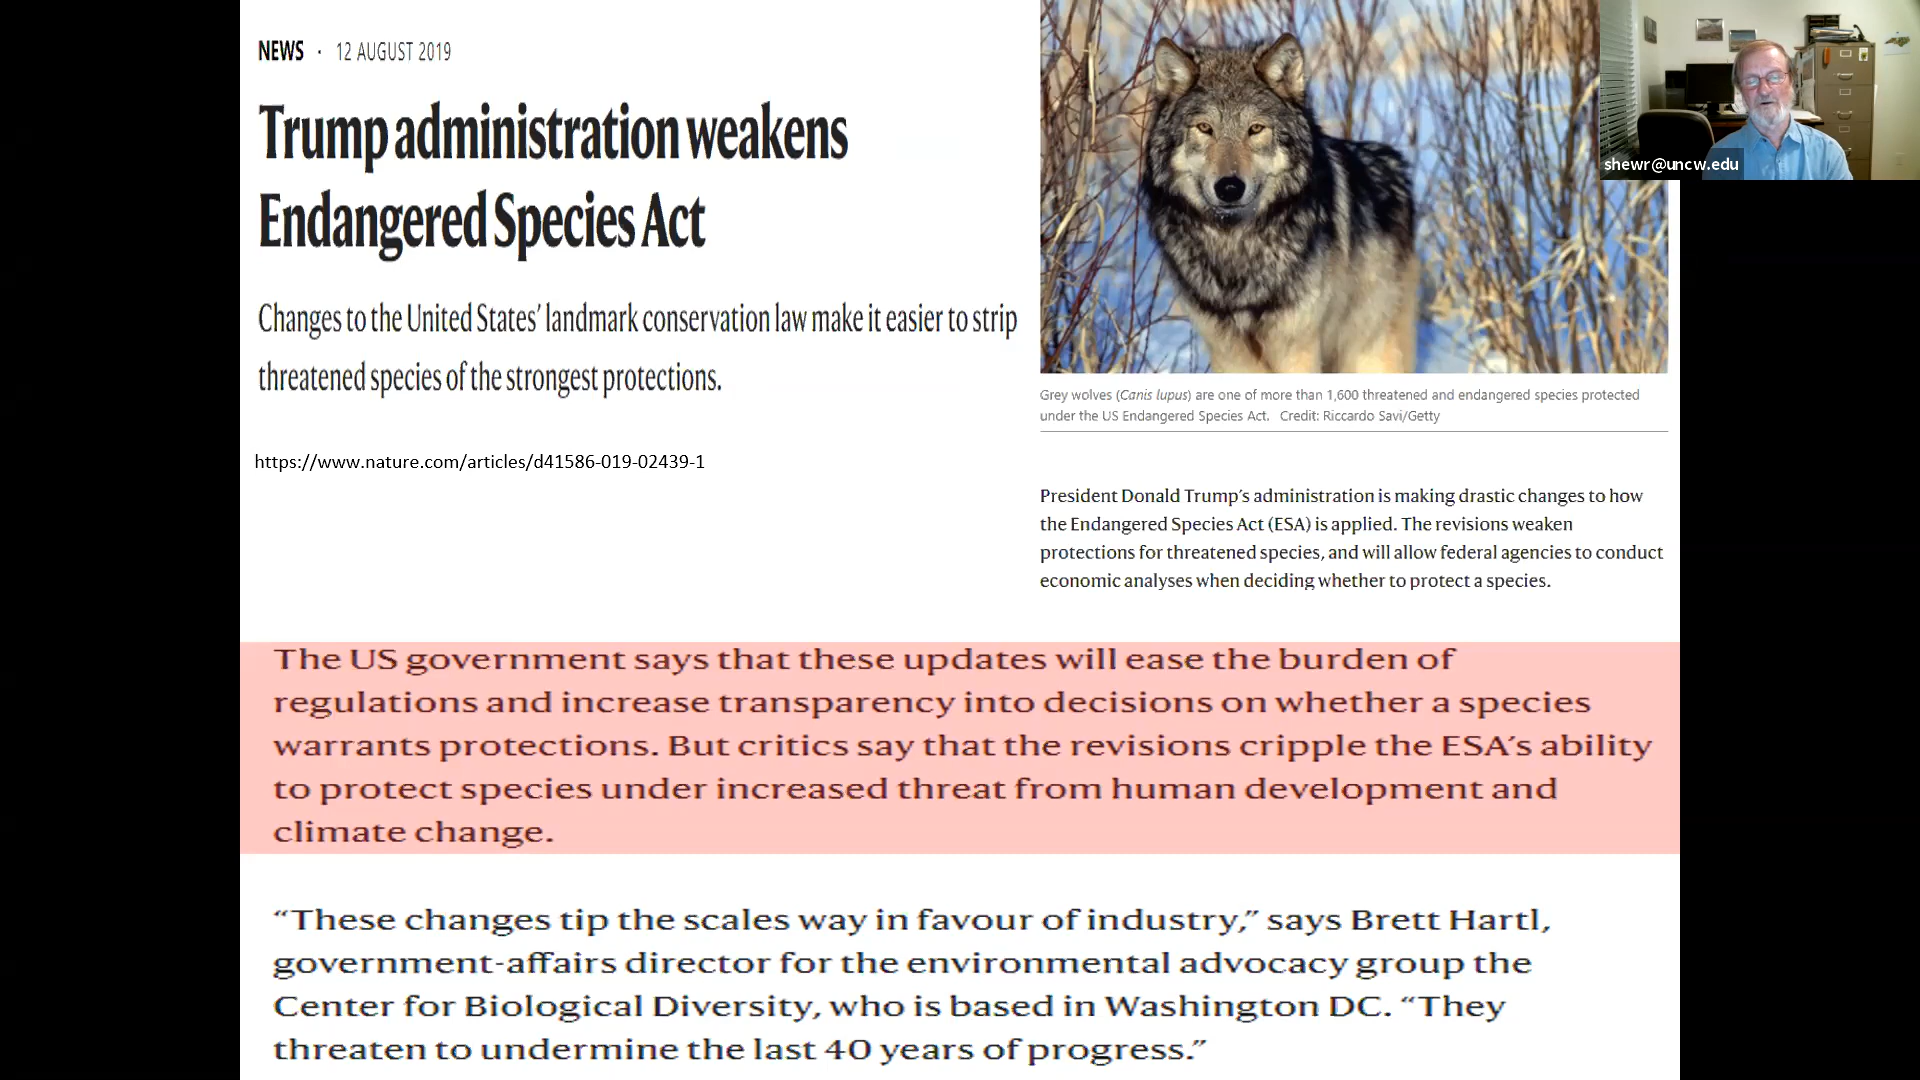 NEWS · 12 AUGUST 2019
Trump administration weakens
Endangered Species Act
Changes to the United States’ landmark conservation law make it easier to strip
threatened species of the strongest protections.
https://www.nature.com/articles/d41586-019-02439-1
shewr@uncw.edu
Grey wolves (Canis lupus) are one of more than 1,600 threatened and endangered species protected
under the US Endangered Species Act. Credit: Riccardo Savi/Getty
President Donald Trump’s administration is making drastic changes to how
the Endangered Species Act (ESA) is applied. The revisions weaken
protections for threatened species, and will allow federal agencies to conduct
economic analyses when deciding whether to protect a species.
The US government says that these updates will ease the burden of
regulations and increase transparency into decisions on whether a species
warrants protections. But critics say that the revisions cripple the ESA’s ability
to protect species under increased threat from human development and
climate change.
“These changes tip the scales way in favour of industry,” says Brett Hartl,
government-affairs director for the environmental advocacy group the
Center for Biological Diversity, who is based in Washington DC. “They
threaten to undermine the last 40 years of progress.”